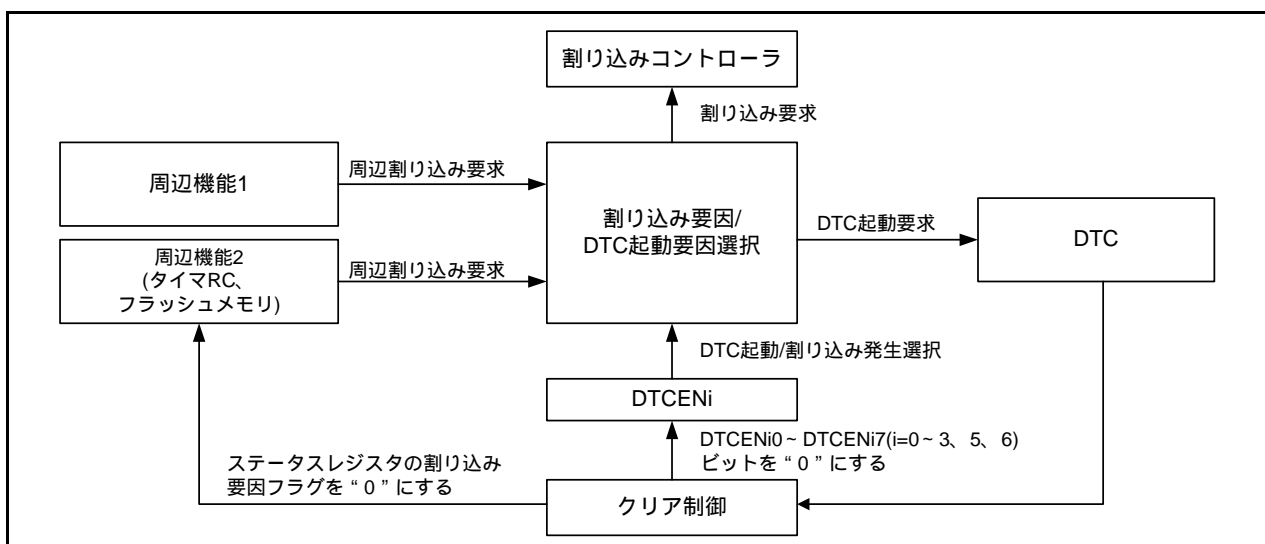 割り込みコントローラ
割り込み要求
周辺機能1
周辺割り込み要求
割り込み要因/
DTC起動要因選択
DTC起動要求
DTC
周辺機能2
(タイマRC、
フラッシュメモリ)
周辺割り込み要求
DTC起動/割り込み発生選択
DTCENi
DTCENi0~DTCENi7(i=0~3、5、6)
ビットを“0”にする
ステータスレジスタの割り込み
要因フラグを“0”にする
クリア制御